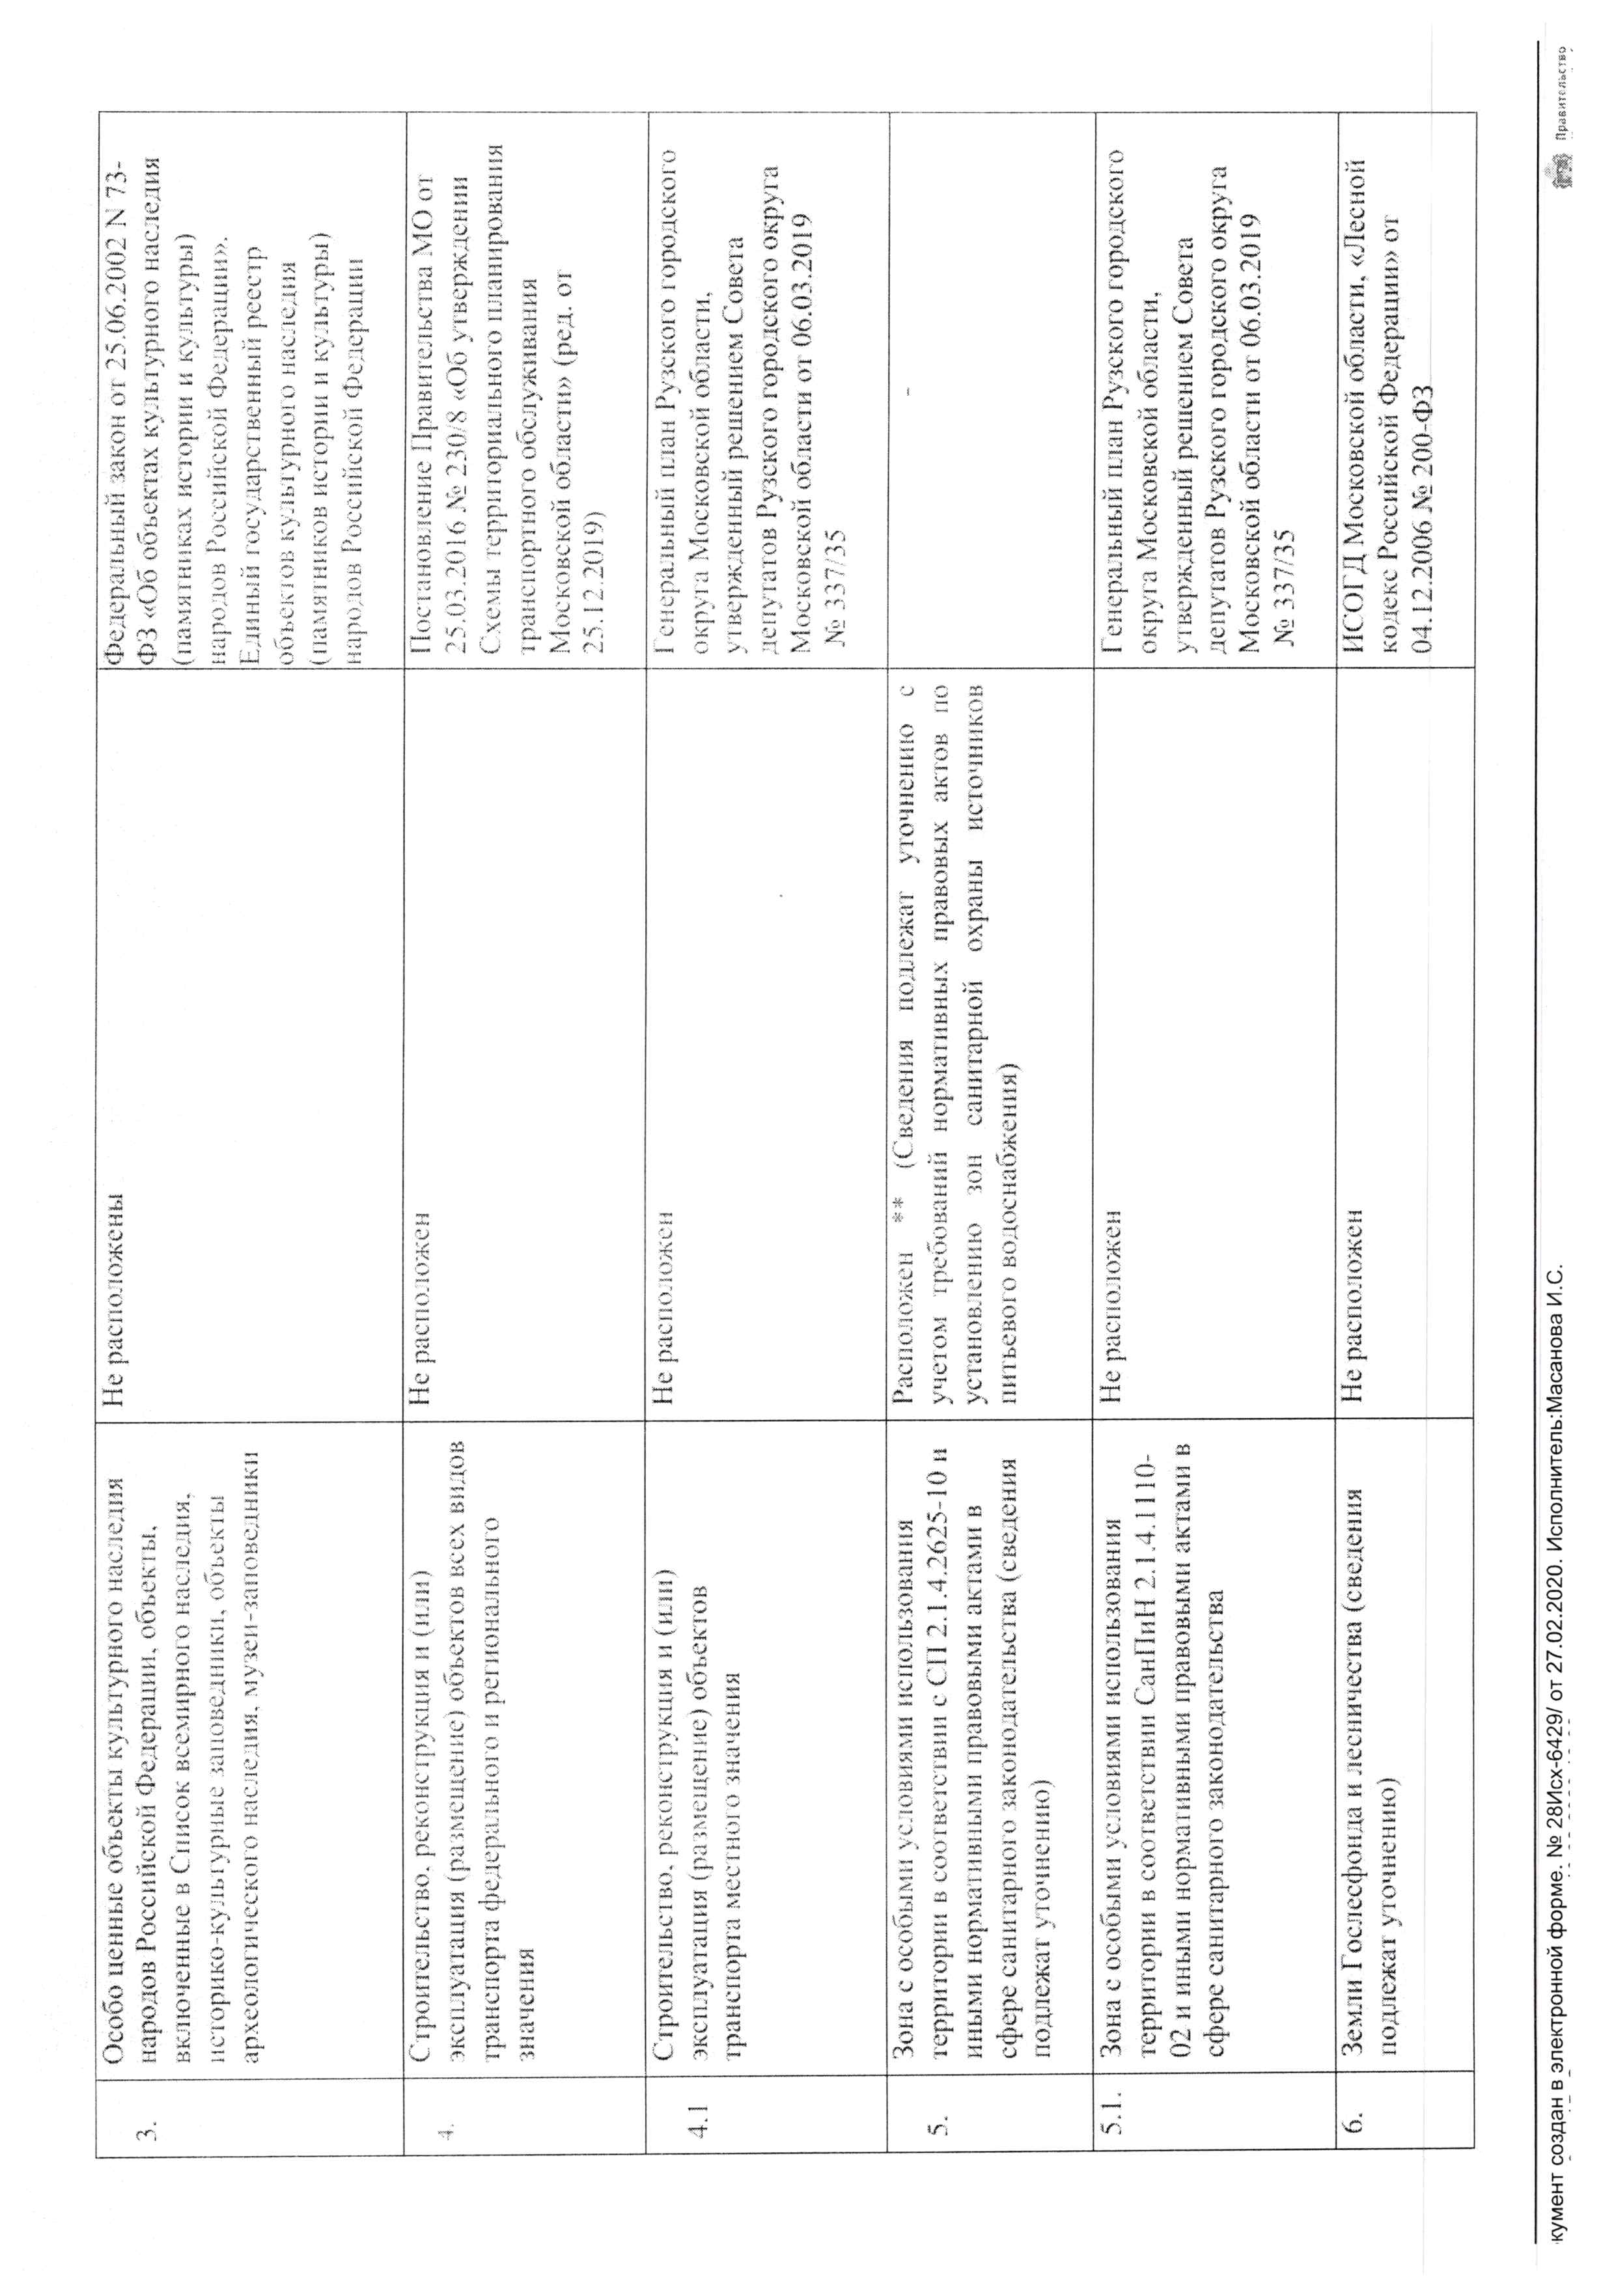 3.
Особо ценные объекты культурного наследия
народов Российской Федерации, объекты,
включенные в Список всемирного наследия,
историко-культурные заповедники, объекты
археологического наследия, музеи-заповедники
Не расположены
Федеральный закон от 25.06.2002 N 73-
ФЗ «Об объектах культурного наследия
(памятниках истории и культуры)
народов Российской Федерации».
Единый государственный реестр
объектов культурного наследия
(памятников истории и культуры)
народов Российской Федерации
4.
Строительство, реконструкция и (или)
эксплуатация (размещение) объектов всех видов
транспорта федерального и регионального
значения
Не расположен
Постановление Правительства МО от
25.03.2016 № 230/8 «Об утверждении
Схемы территориального планирования
транспортного обслуживания
Московской области» (ред. от
25.12.2019)
4.1
Строительство, реконструкция и (или)
эксплуатация (размещение) объектов
транспорта местного значения
Не расположен
Генеральный план Рузского городского
округа Московской области,
утвержденный решением Совета
депутатов Рузского городского округа
Московской области от 06.03.2019
№ 337/35
5.
Зона с особыми условиями использования
территории в соответствии с СП 2.1.4.2625-10 и
иными нормативными правовыми актами в
сфере санитарного законодательства (сведения
подлежат уточнению)
Расположен ** (Сведения подлежат уточнению с
учетом требований нормативных правовых актов по
установлению зон санитарной охраны источников
питьевого водоснабжения)
-
5.1.
Зона с особыми условиями использования
территории в соответствии СанПиН 2.1.4.1110-
02 и иными нормативными правовыми актами в
сфере санитарного законодательства
Не расположен
Генеральный план Рузского городского
округа Московской области,
утвержденный решением Совета
депутатов Рузского городского округа
Московской области от 06.03.2019
№ 337/35
6.
Земли Гослесфонда и лесничества (сведения
подлежат уточнению)
Не расположен
ИСОГД Московской области, «Лесной
кодекс Российской Федерации» от
04.12.2006 № 200-ФЗ
кумент создан в электронной форме. № 28Исх-6429/ от 27.02.2020. Исполнитель:Масанова И.С.
Правительство